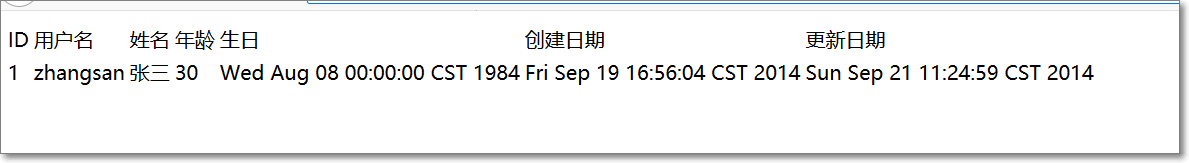 ID 用户名 姓名 年龄 生日 创建日期 更新日期
1 zhangsan 张三 30 Wed Aug 08 00:00:00 CST 1984 Fri Sep 19 16:56:04 CST 2014 Sun Sep 21 11:24:59 CST 2014